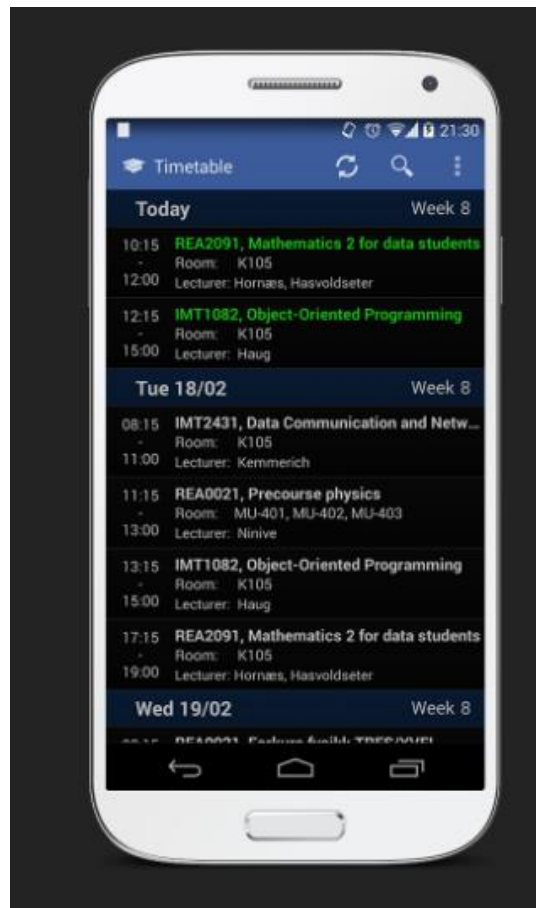 21:30
Timetable
Today Week 8
10:15 REA2091, Mathematics 2 for data students
- Room: K105
12:00 Lecturer: Hornæs, Hasvoldseter
12:15 IMT1082, Object-Oriented Programming
- Room: K105
15:00 Lecturer: Haug
Tue 18/02 Week 8
08:15 IMT2431, Data Communication and Netw...
- Room: K105
11:00 Lecturer: Kemmerich
11:15 REA0021, Precourse physics
- Room: MU-401, MU-402, MU-403
13:00 Lecturer: Ninive
13:15 IMT1082, Object-Oriented Programming
- Room: K105
15:00 Lecturer: Haug
17:15 REA2091, Mathematics 2 for data students
- Room: K105
19:00 Lecturer: Hornæs, Hasvoldseter
Wed 19/02 Week 8
REA0021,